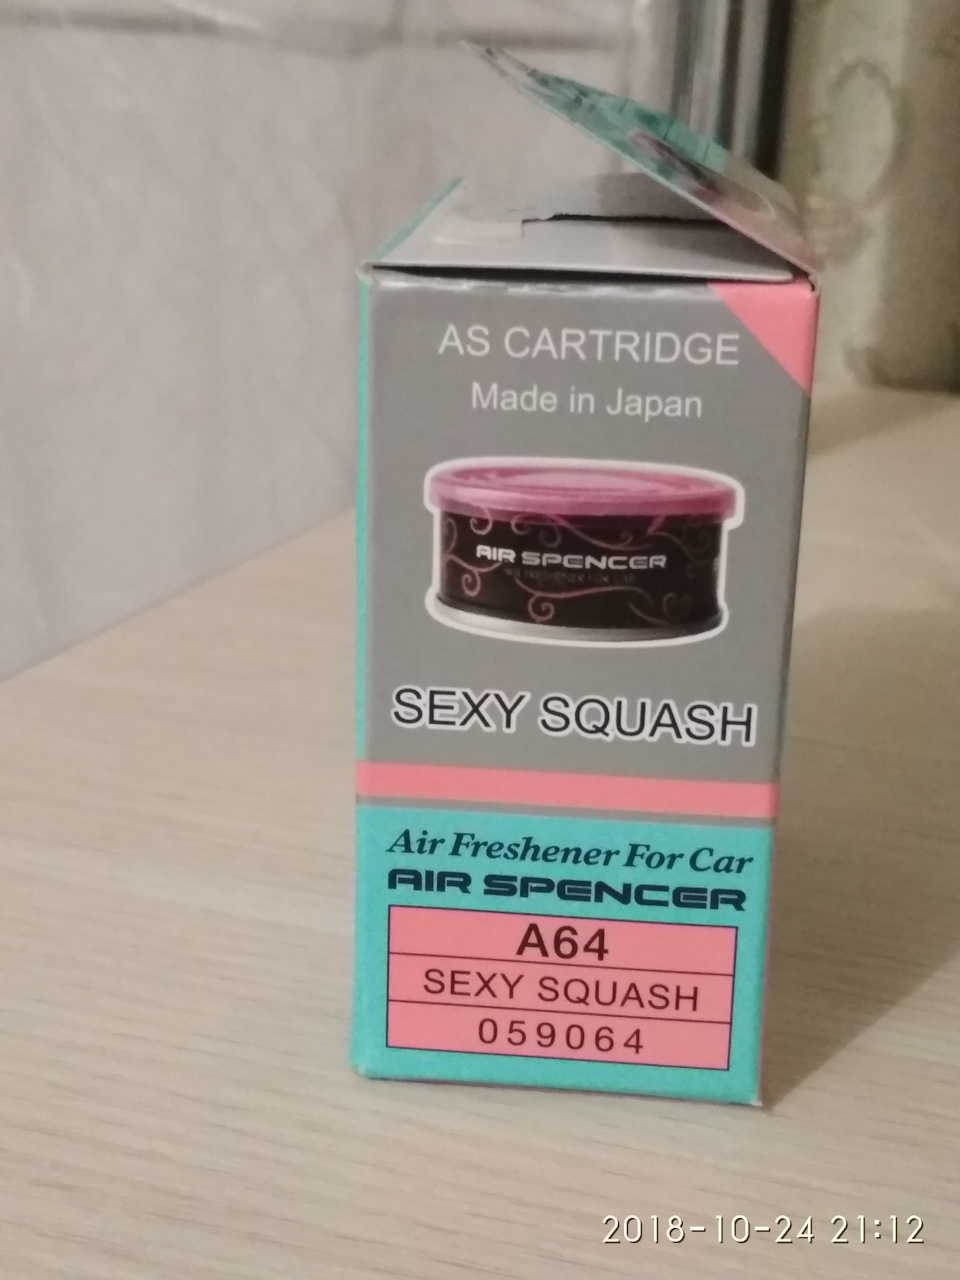 AS CARTRIDGE
Made in Japan
AIR SPENCER
SEXY SQUASH
Air Freshener For Car
AIR SPENCER
A64
SEXY SQUASH
059064
2018-10-24 21:12